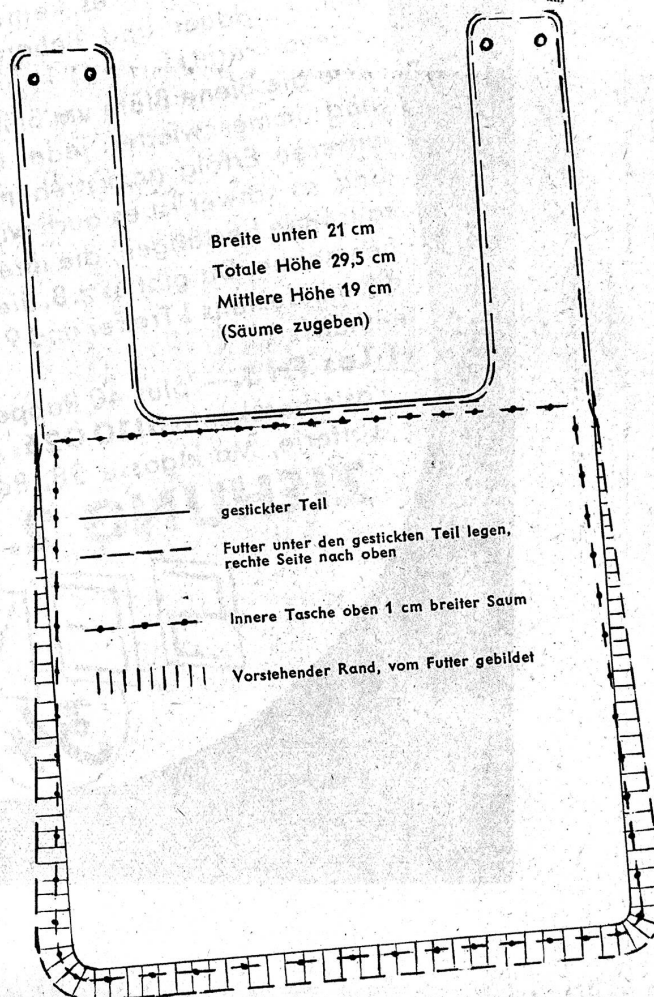 Breite unten 21 cm
Totale Höhe 29,5 cm
Mittlere Höhe 19 cm
(Säume zugeben)
gestickter Teil
Futter unter den gestickten Teil legen,
rechte Seite nach oben
Innere Tasche oben 1 cm breiter Saum
Vorstehender Rand, vom Futter gebildet